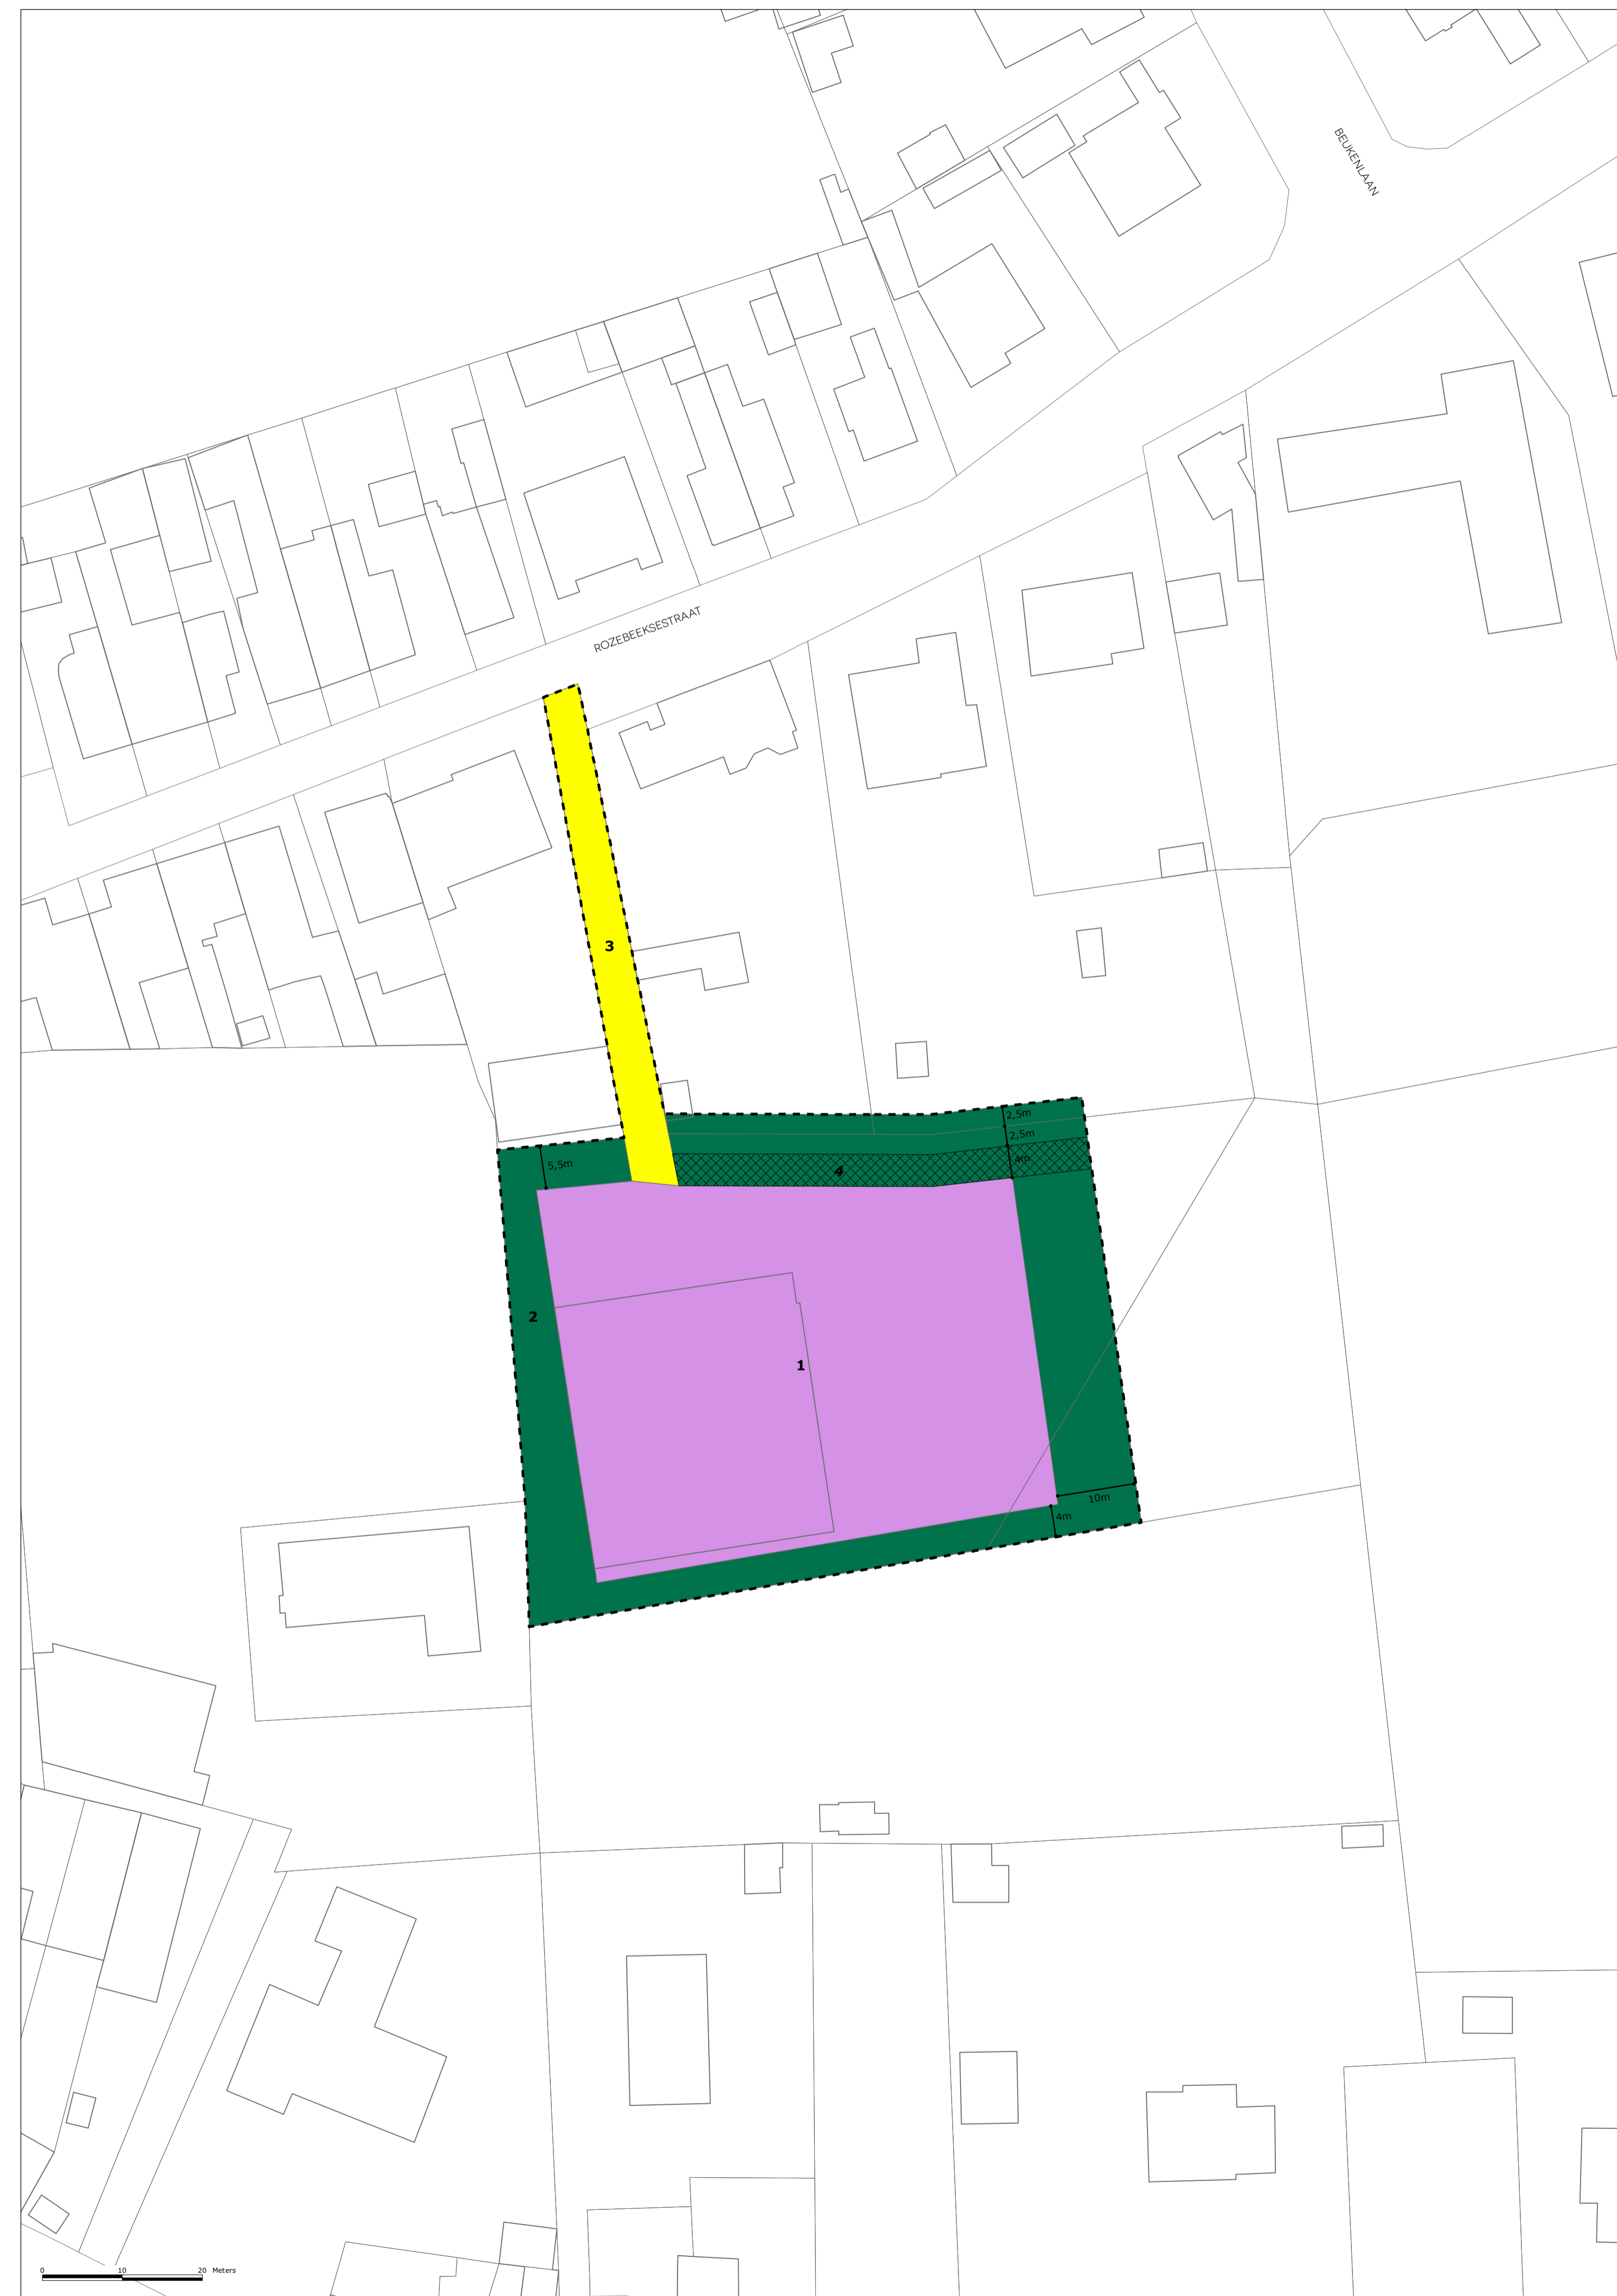 BEUKENLAAN
ROZEBEEKSESTRAAT
3
2,5m
2,5m
4m
5,5m
4
2
1
10m
4m
0 10 20 Meters